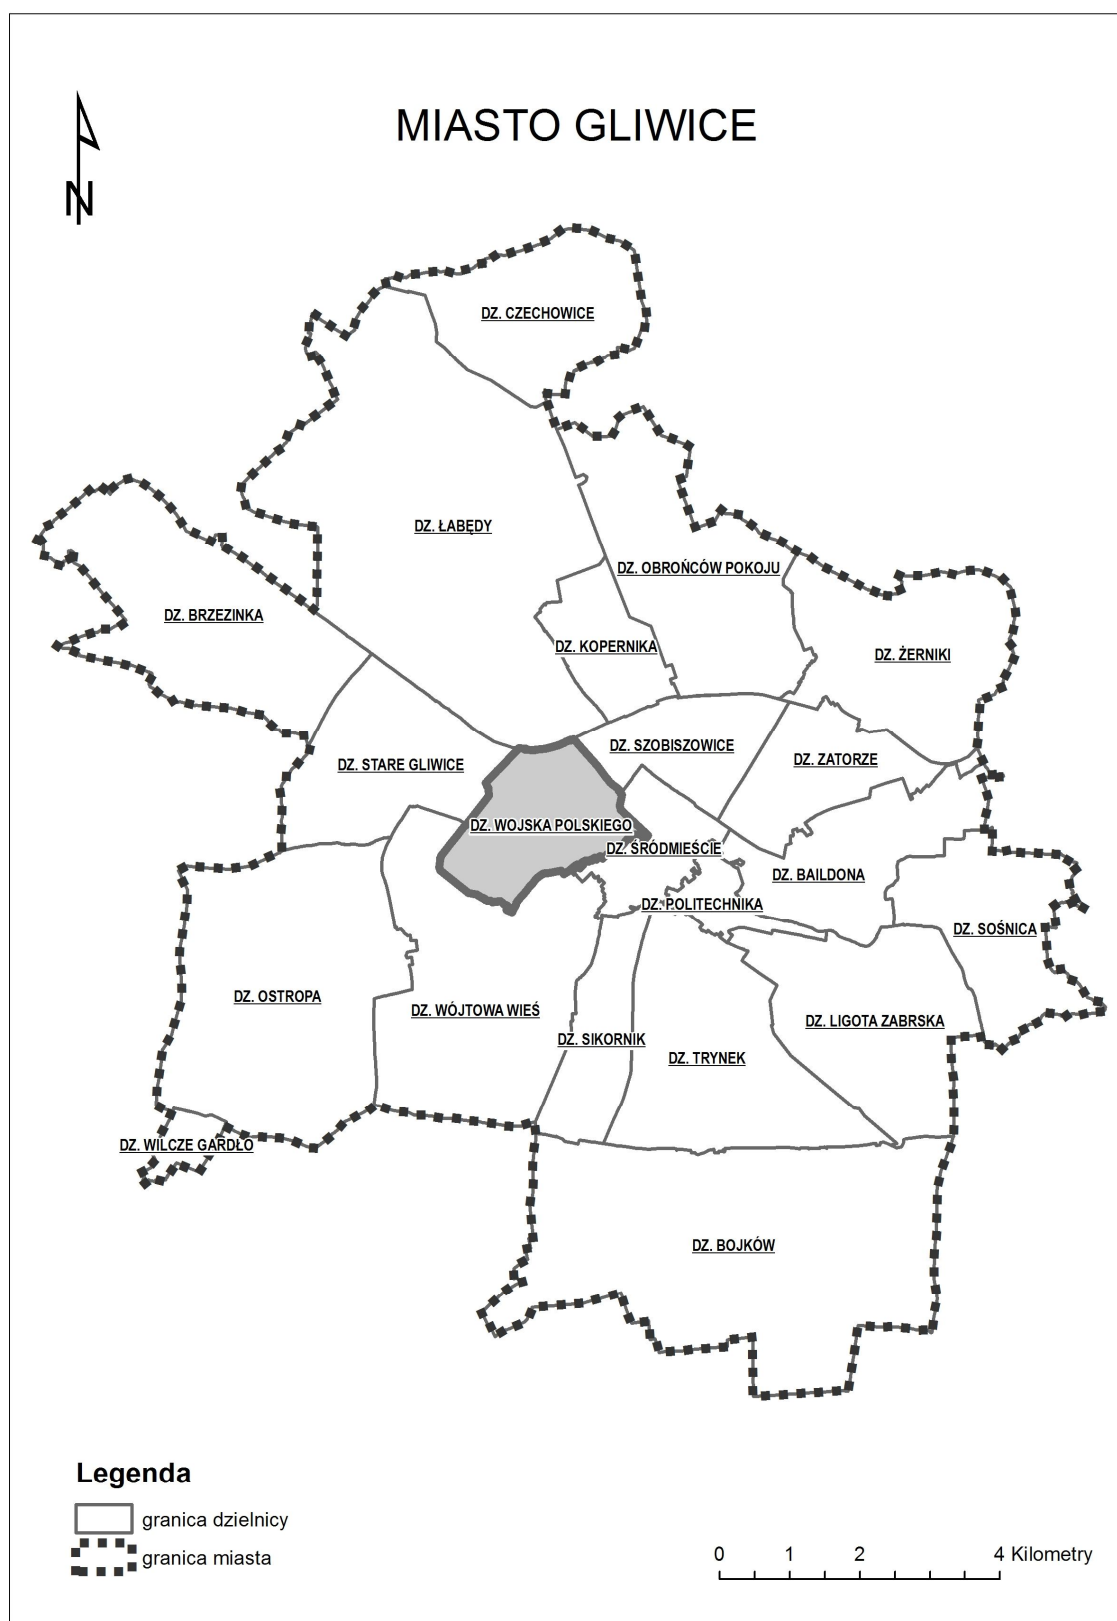 MIASTO GLIWICE
N
DZ. CZECHOWICE
DZ. ŁABĘDY
DZ. OBROŃCÓW POKOJU
DZ. BRZEZINKA
DZ. KOPERNIKA
DZ. ŻERNIKI
DZ. SZOBISZOWICE
DZ. STARE GLIWICE
DZ. ZATORZE
DZ. WOJSKA POLSKIEGO
DZ. ŚRÓDMIEŚCIE
DZ. BAILDONA
DZ. POLITECHNIKA
DZ. SOŚNICA
DZ. OSTROPA
DZ. WÓJTOWA WIEŚ
DZ. LIGOTA ZABRSKA
DZ. SIKORNIK
DZ. TRYNEK
DZ. WILCZE GARDŁO
DZ. BOJKÓW
Legenda
granica dzielnicy
granica miasta
0 1 2 4 Kilometry